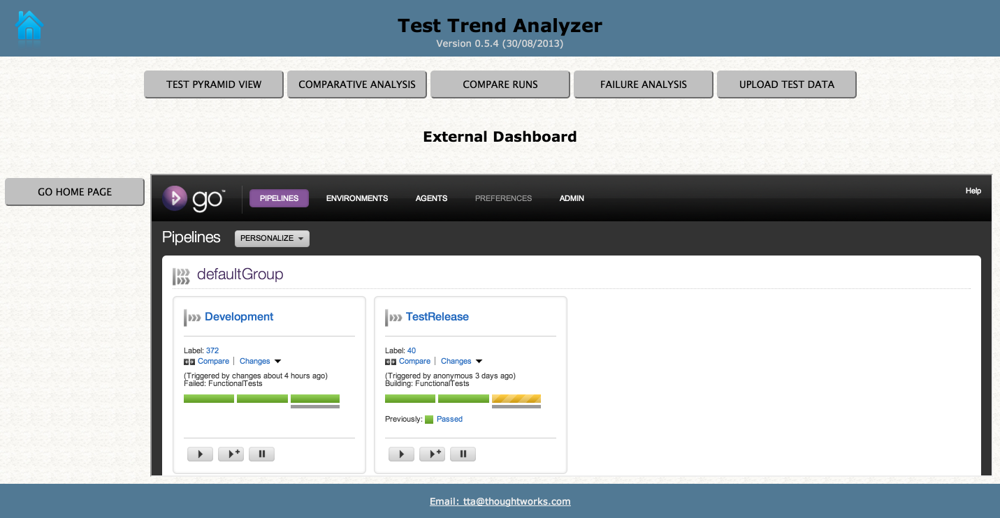 Test Trend Analyzer
Version 0.5.4 (30/08/2013)
TEST PYRAMID VIEW COMPARATIVE ANALYSIS COMPARE RUNS FAILURE ANALYSIS UPLOAD TEST DATA
External Dashboard
GO HOME PAGE
go™ PIPELINES ENVIRONMENTS AGENTS PREFERENCES ADMIN Help
Pipelines PERSONALIZE
defaultGroup
Development
Label: 372
Compare | Changes
(Triggered by changes about 4 hours ago)
Failed: FunctionalTests
TestRelease
Label: 40
Compare | Changes
(Triggered by anonymous 3 days ago)
Building: FunctionalTests
Previously: Passed
Email: tta@thoughtworks.com